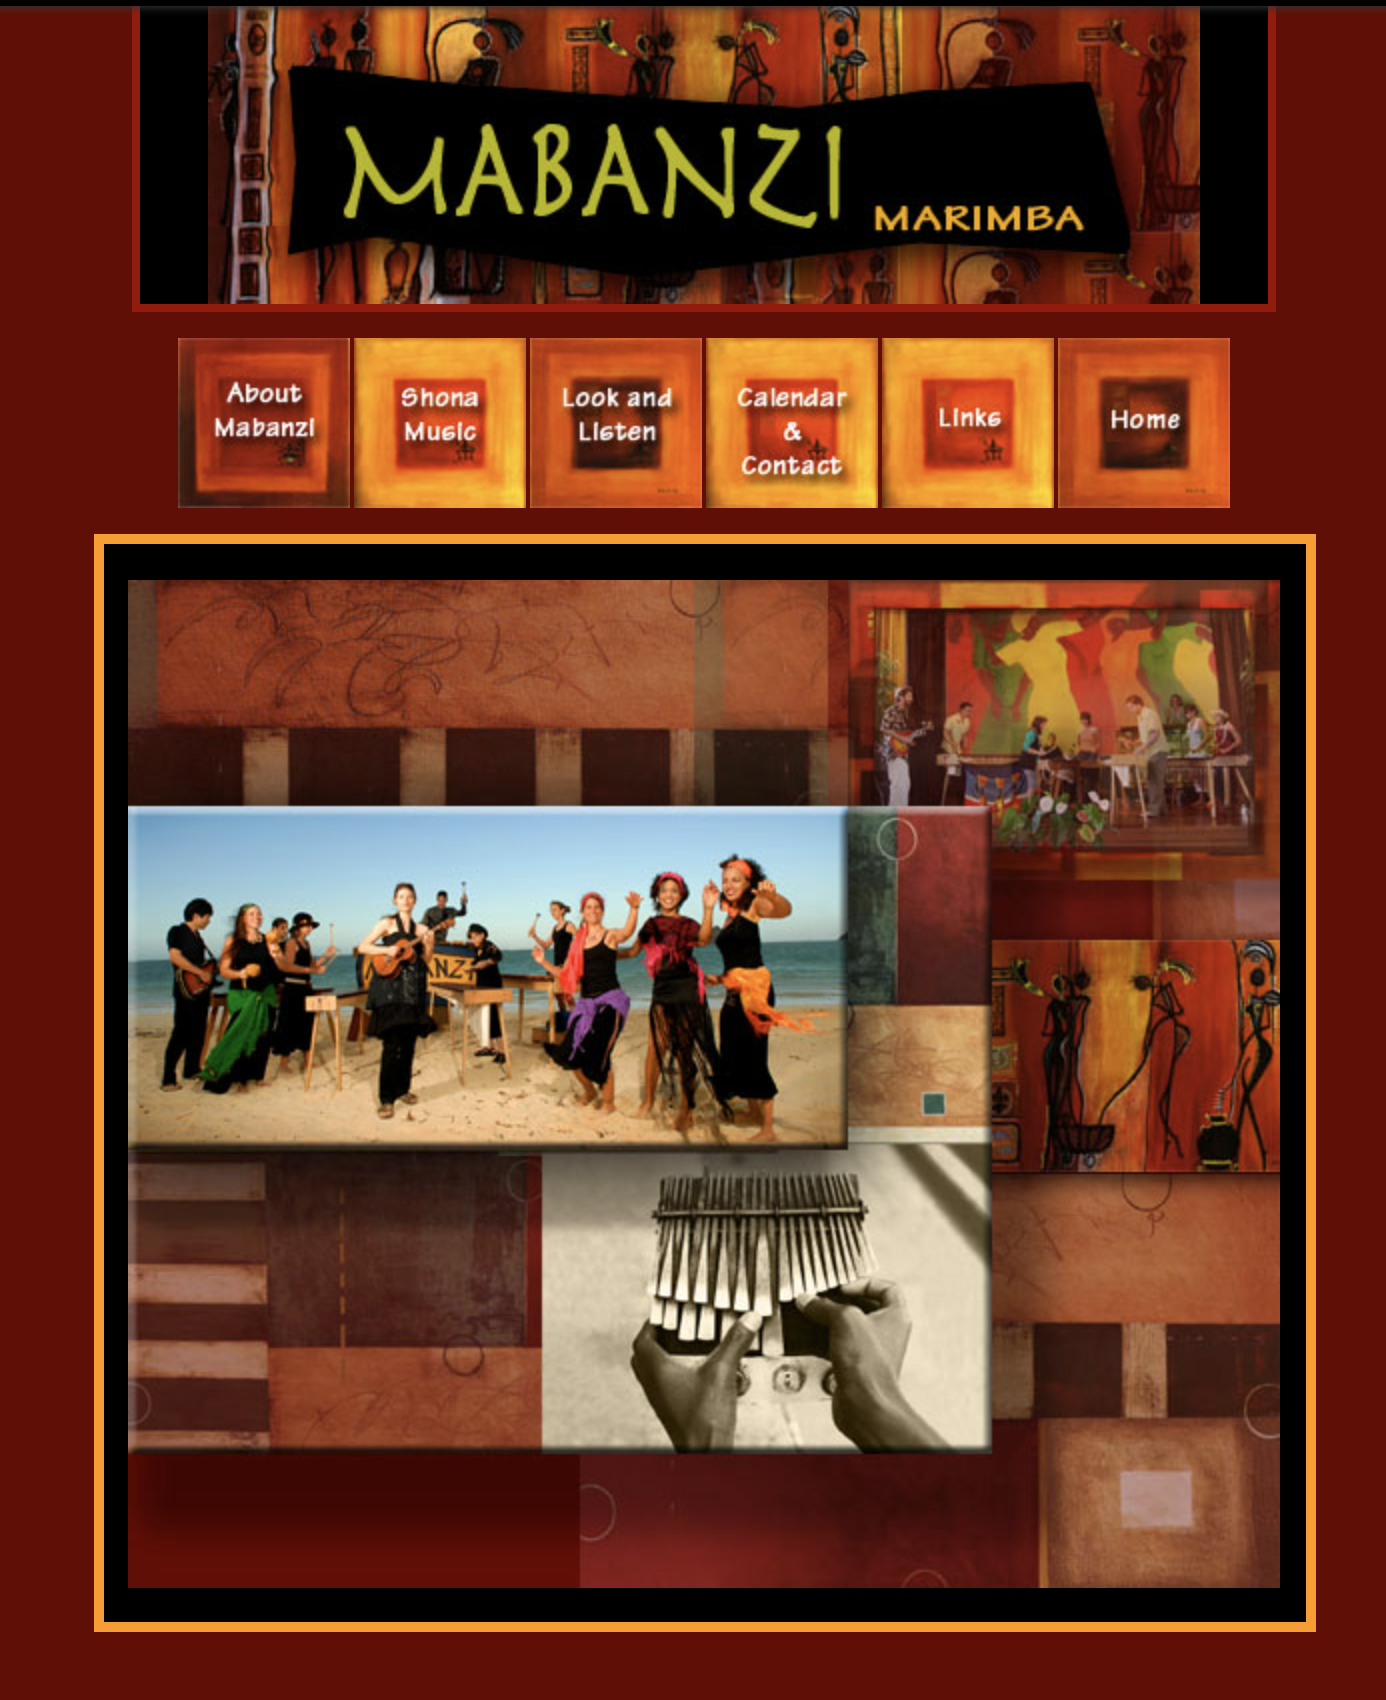 MABANZI MARIMBA
About
Mabanzi
Shona
Music
Look and
Listen
Calendar
&
Contact
Links
Home